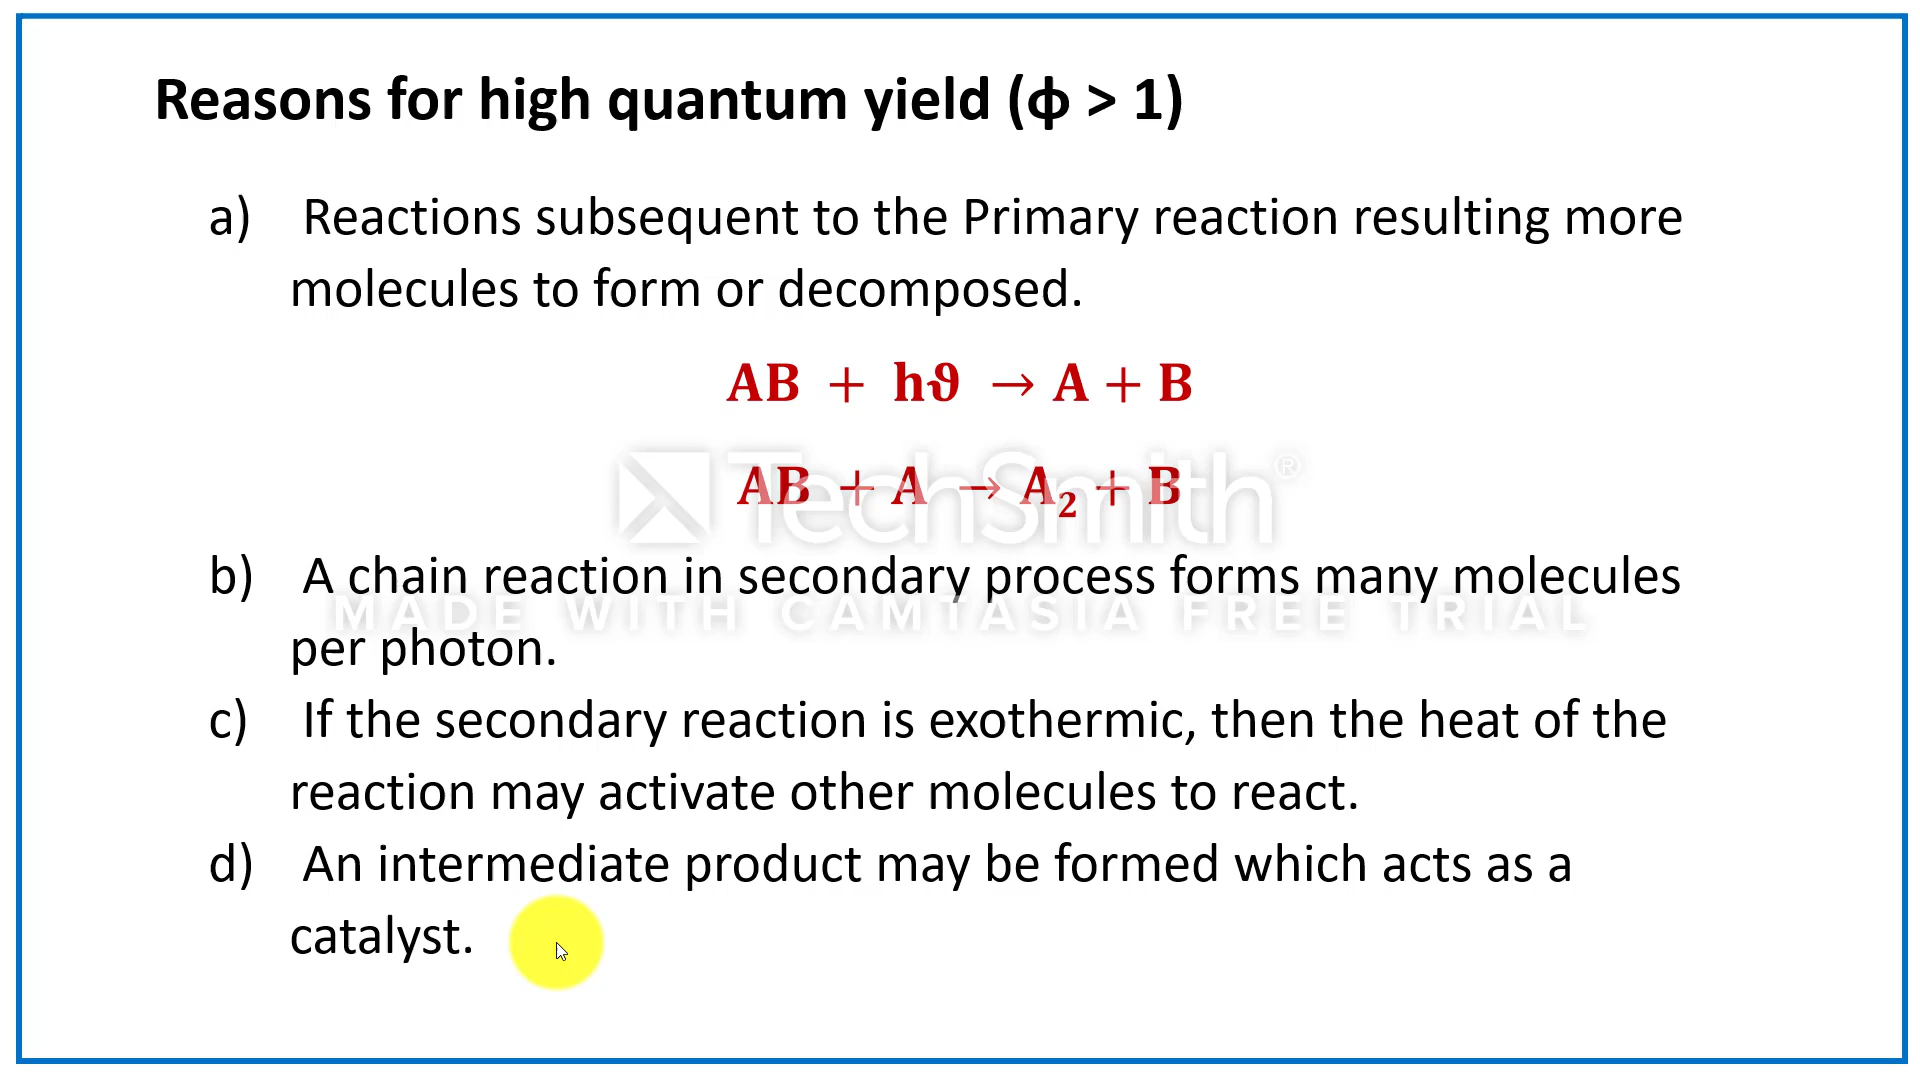 Reasons for high quantum yield (ϕ > 1)
a) Reactions subsequent to the Primary reaction resulting more
molecules to form or decomposed.
AB + hϑ → A + B
AB + A → A₂ + B
TechSmith®
b) A chain reaction in secondary process forms many molecules
MADE WITH CAMTASIA FREE TRIAL
per photon.
c) If the secondary reaction is exothermic, then the heat of the
reaction may activate other molecules to react.
d) An intermediate product may be formed which acts as a
catalyst.